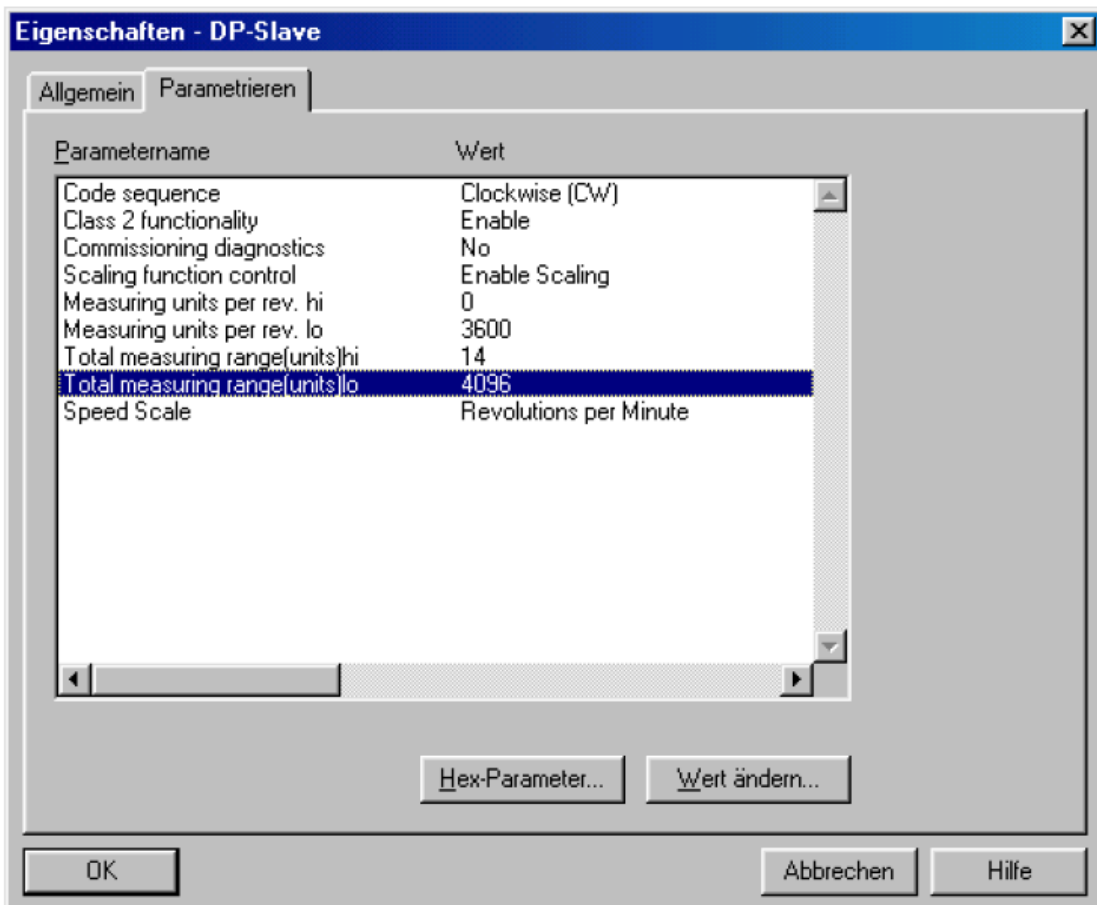 Eigenschaften - DP-Slave
Allgemein Parametrieren
Parametername Wert
Code sequence Clockwise (CW)
Class 2 functionality Enable
Commissioning diagnostics No
Scaling function control Enable Scaling
Measuring units per rev. hi 0
Measuring units per rev. lo 3600
Total measuring range(units)hi 14
Total measuring range(units)lo 4096
Speed Scale Revolutions per Minute
Hex-Parameter... Wert ändern...
OK Abbrechen Hilfe